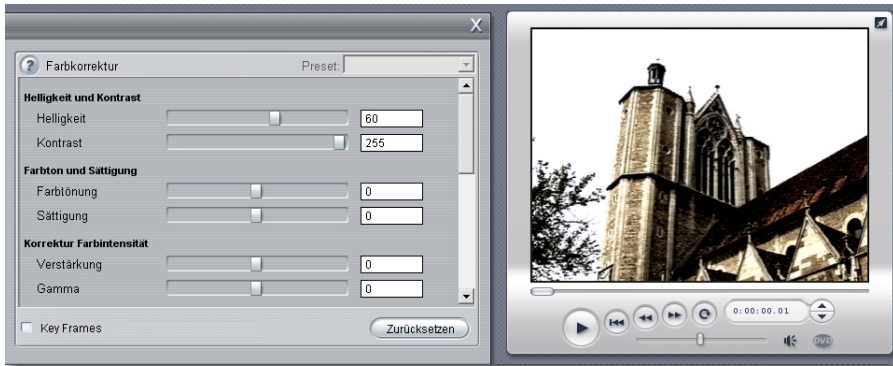 X
? Farbkorrektur Preset:
Helligkeit und Kontrast
Helligkeit 60
Kontrast 255
Farbton und Sättigung
Farbtönung 0
Sättigung 0
Korrektur Farbintensität
Verstärkung 0
Gamma 0
Key Frames Zurücksetzen
0:00:00.01
DVD